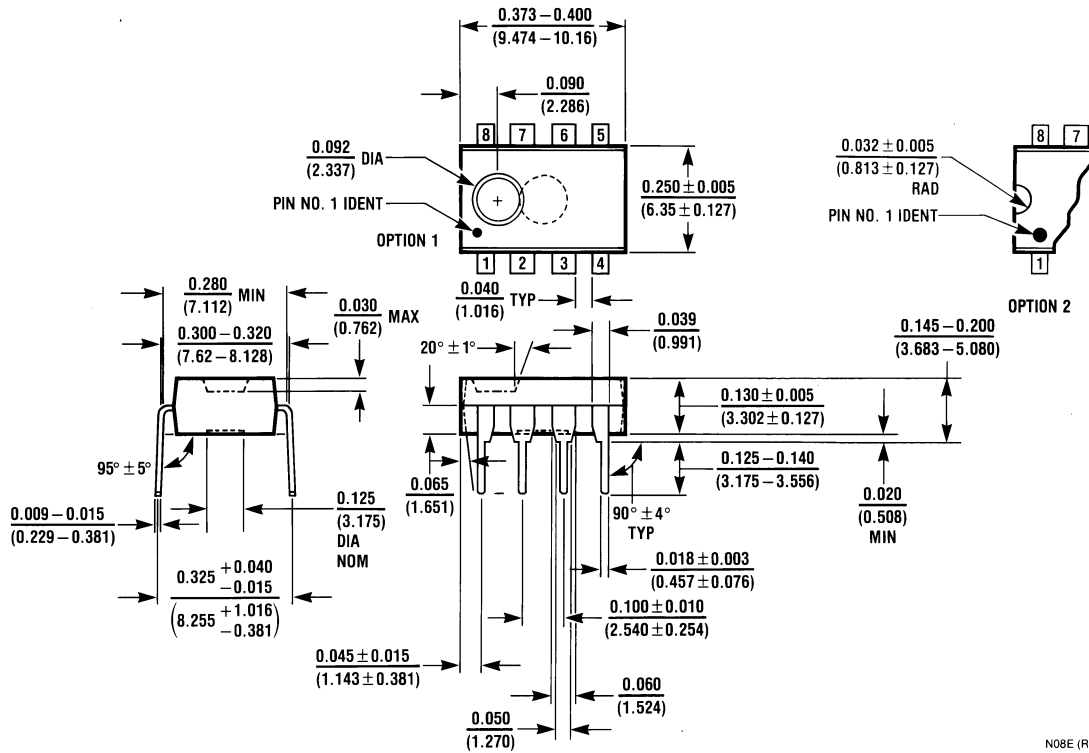 0.373 – 0.400
(9.474 – 10.16)
0.090
(2.286)
8 7 6 5
0.092 DIA
(2.337)
PIN NO. 1 IDENT
OPTION 1
0.250 ± 0.005
(6.35 ± 0.127)
1 2 3 4
8 7
0.032 ± 0.005
(0.813 ± 0.127)
RAD
PIN NO. 1 IDENT
1
OPTION 2
0.280 MIN
(7.112)
0.300 – 0.320
(7.62 – 8.128)
0.030 MAX
(0.762)
0.040 TYP
(1.016)
0.039
(0.991)
0.145 – 0.200
(3.683 – 5.080)
20° ± 1°
0.130 ± 0.005
(3.302 ± 0.127)
95° ± 5°
0.065
(1.651)
0.125 – 0.140
(3.175 – 3.556)
0.020
(0.508)
MIN
90° ± 4°
TYP
0.009 – 0.015
(0.229 – 0.381)
0.125
(3.175)
DIA
NOM
0.018 ± 0.003
(0.457 ± 0.076)
0.325 +0.040
−0.015
(8.255 +1.016
−0.381)
0.100 ± 0.010
(2.540 ± 0.254)
0.045 ± 0.015
(1.143 ± 0.381)
0.060
(1.524)
0.050
(1.270)
N08E (R